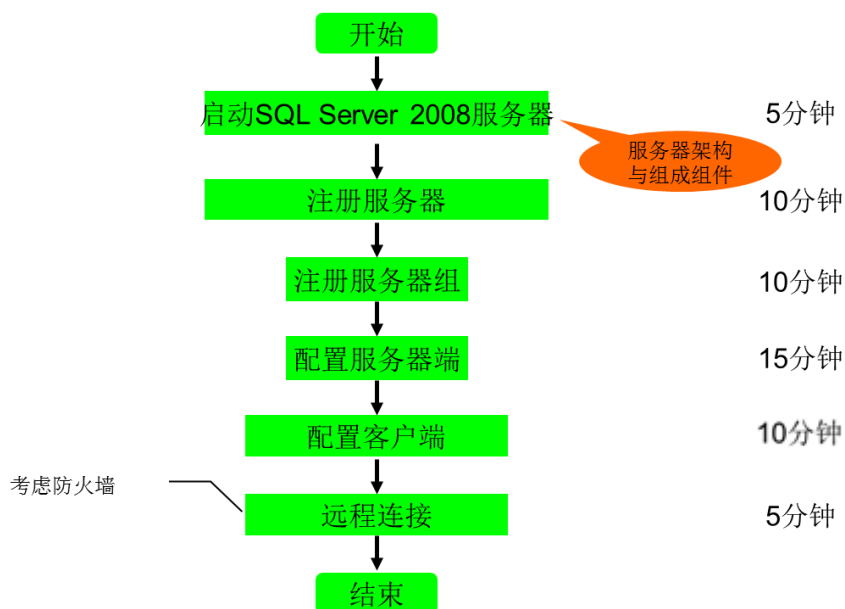 开始
启动SQL Server 2008服务器
5分钟
服务器架构
与组成组件
注册服务器
10分钟
注册服务器组
10分钟
配置服务器端
15分钟
配置客户端
10分钟
考虑防火墙
远程连接
5分钟
结束